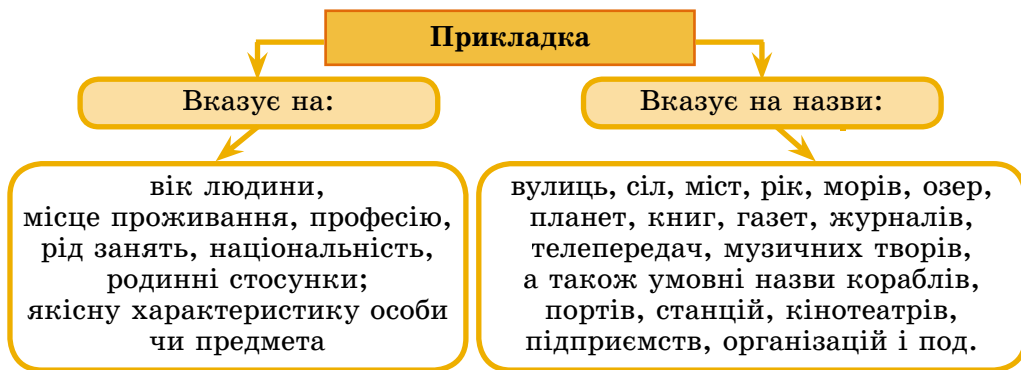 Прикладка
Вказує на:
вік людини,
місце проживання, професію,
рід занять, національність,
родинні стосунки;
якісну характеристику особи
чи предмета
Вказує на назви:
вулиць, сіл, міст, рік, морів, озер,
планет, книг, газет, журналів,
телепередач, музичних творів,
а також умовні назви кораблів,
портів, станцій, кінотеатрів,
підприємств, організацій і под.